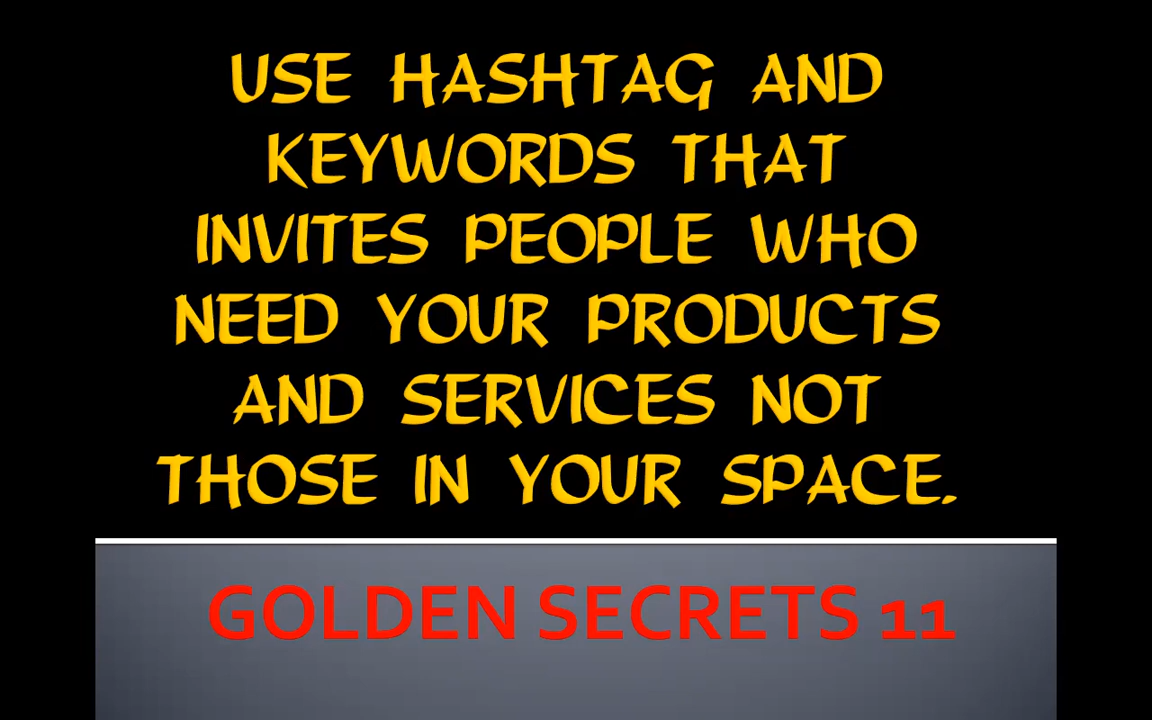 USE HASHTAG AND
KEYWORDS THAT
INVITES PEOPLE WHO
NEED YOUR PRODUCTS
AND SERVICES NOT
THOSE IN YOUR SPACE.
GOLDEN SECRETS 11